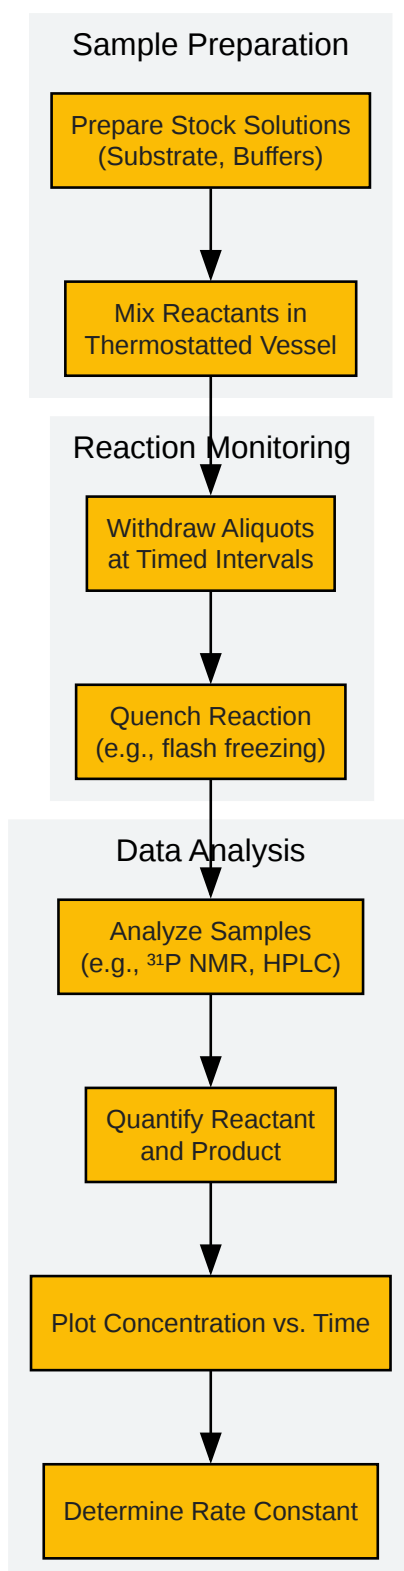 Sample Preparation
Prepare Stock Solutions
(Substrate, Buffers)
Mix Reactants in
Thermostatted Vessel
Reaction Monitoring
Withdraw Aliquots
at Timed Intervals
Quench Reaction
(e.g., flash freezing)
Data Analysis
Analyze Samples
(e.g., ³¹P NMR, HPLC)
Quantify Reactant
and Product
Plot Concentration vs. Time
Determine Rate Constant